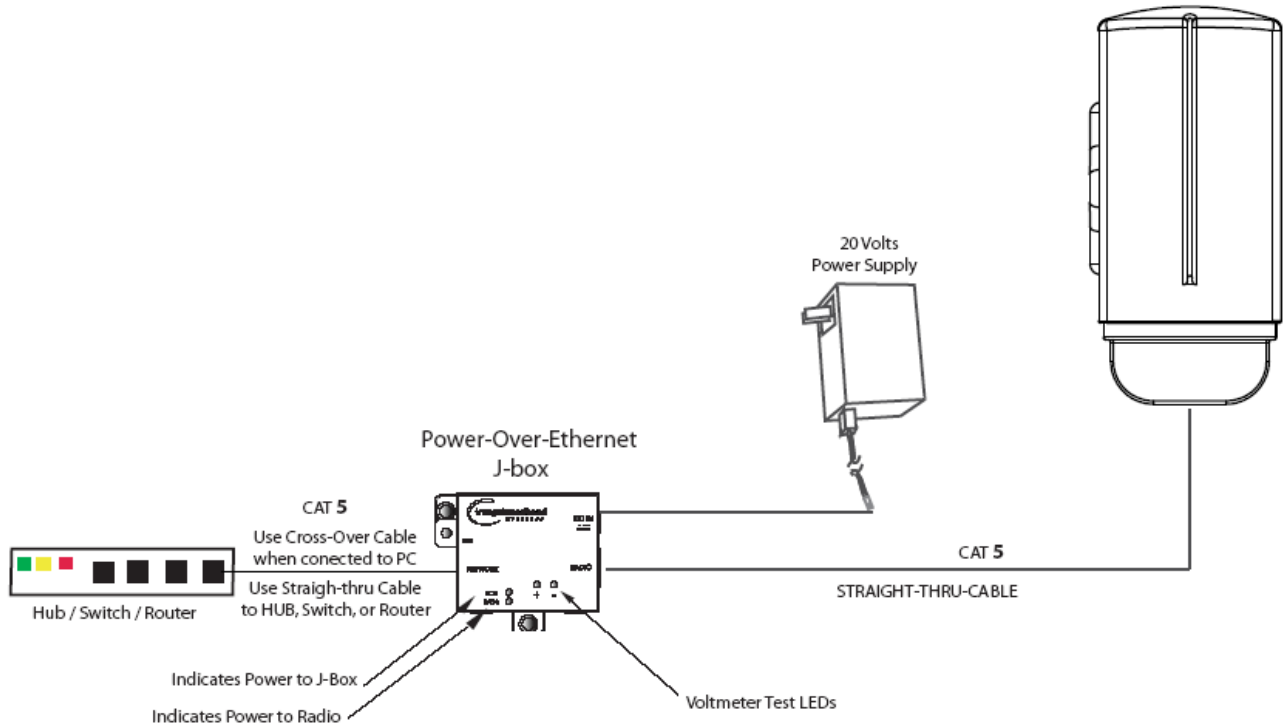 20 Volts
Power Supply
Power-Over-Ethernet
J-box
CAT 5
Use Cross-Over Cable
when conected to PC
Use Straigh-thru Cable
to HUB, Switch, or Router
Hub / Switch / Router
NETWORK
RADIO
+ -
CAT 5
STRAIGHT-THRU-CABLE
Indicates Power to J-Box
Indicates Power to Radio
Voltmeter Test LEDs